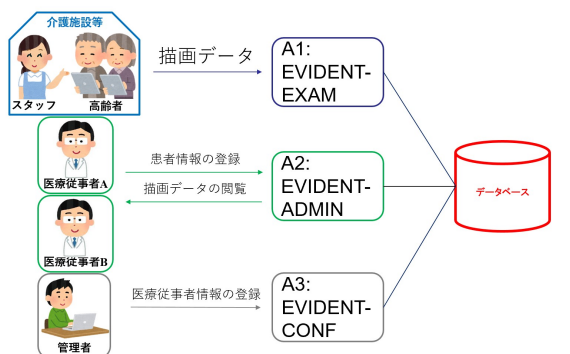 介護施設等
スタッフ
高齢者
描画データ
A1:
EVIDENT-
EXAM
医療従事者A
患者情報の登録
描画データの閲覧
A2:
EVIDENT-
ADMIN
データベース
医療従事者B
医療従事者情報の登録
A3:
EVIDENT-
CONF
管理者